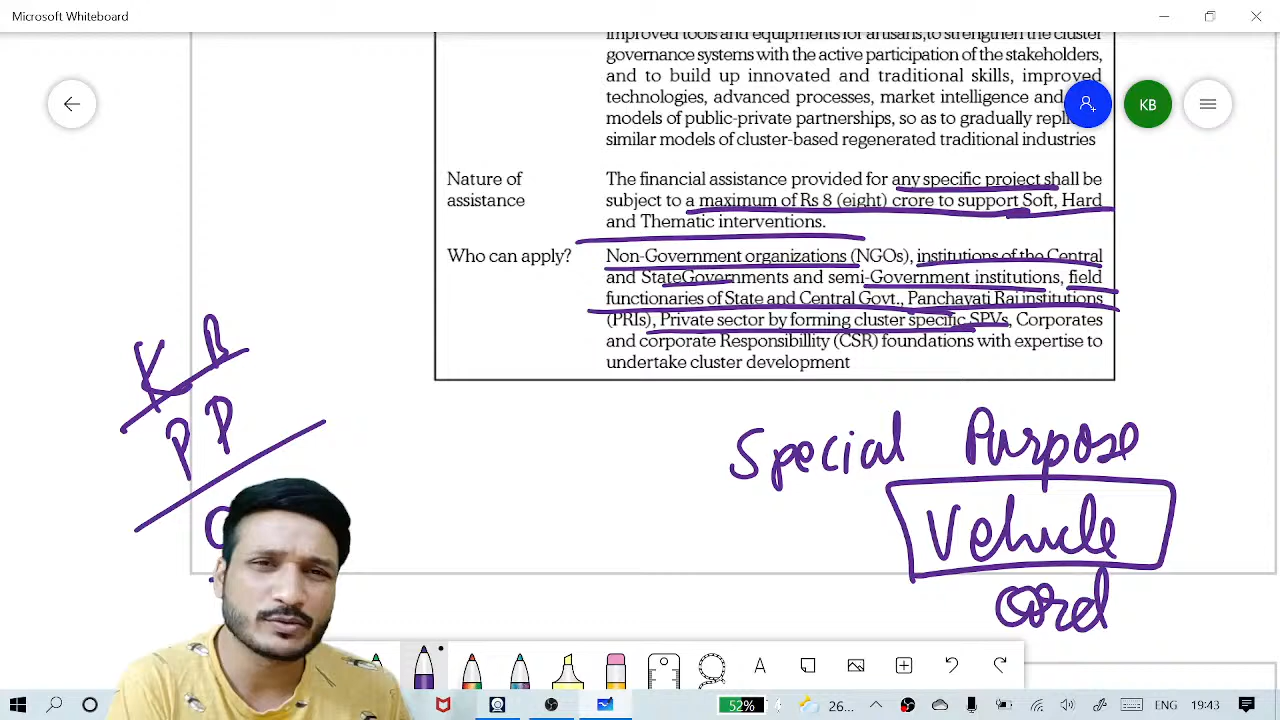 Microsoft Whiteboard
improved tools and equipments for artisans,to strengthen the cluster
governance systems with the active participation of the stakeholders,
and to build up innovated and traditional skills, improved
technologies, advanced processes, market intelligence and
models of public-private partnerships, so as to gradually
similar models of cluster-based regenerated traditional industries
KB
Nature of
assistance
The financial assistance provided for any specific project shall be
subject to a maximum of Rs 8 (eight) crore to support Soft, Hard
and Thematic interventions.
Who can apply?
Non-Government organizations (NGOs), institutions of the Central
and StateGovernments and semi-Government institutions, field
functionaries of State and Central Govt., Panchayati Raj institutions
(PRIs), Private sector by forming cluster specific SPVs, Corporates
and corporate Responsibillity (CSR) foundations with expertise to
undertake cluster development
K B
P P
Special Purpose
Vehicle
52%
26...
ENG
19:43